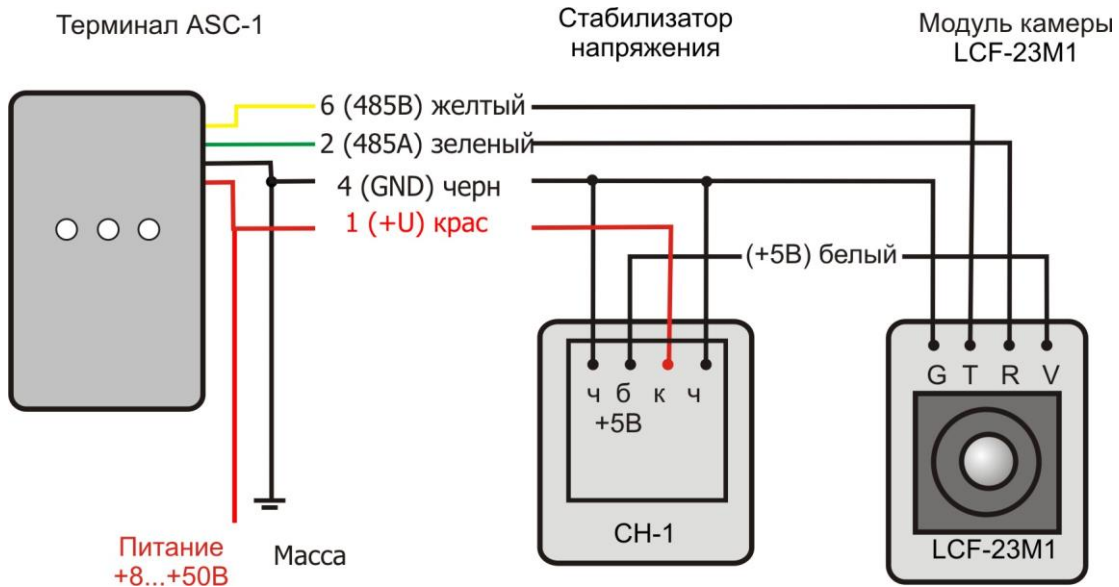 Терминал ASC-1
Стабилизатор
напряжения
Модуль камеры
LCF-23M1
6 (485B) желтый
2 (485A) зеленый
4 (GND) черн
1 (+U) крас
(+5В) белый
ч б к ч
+5В
СН-1
G T R V
LCF-23M1
Питание
+8...+50В
Масса